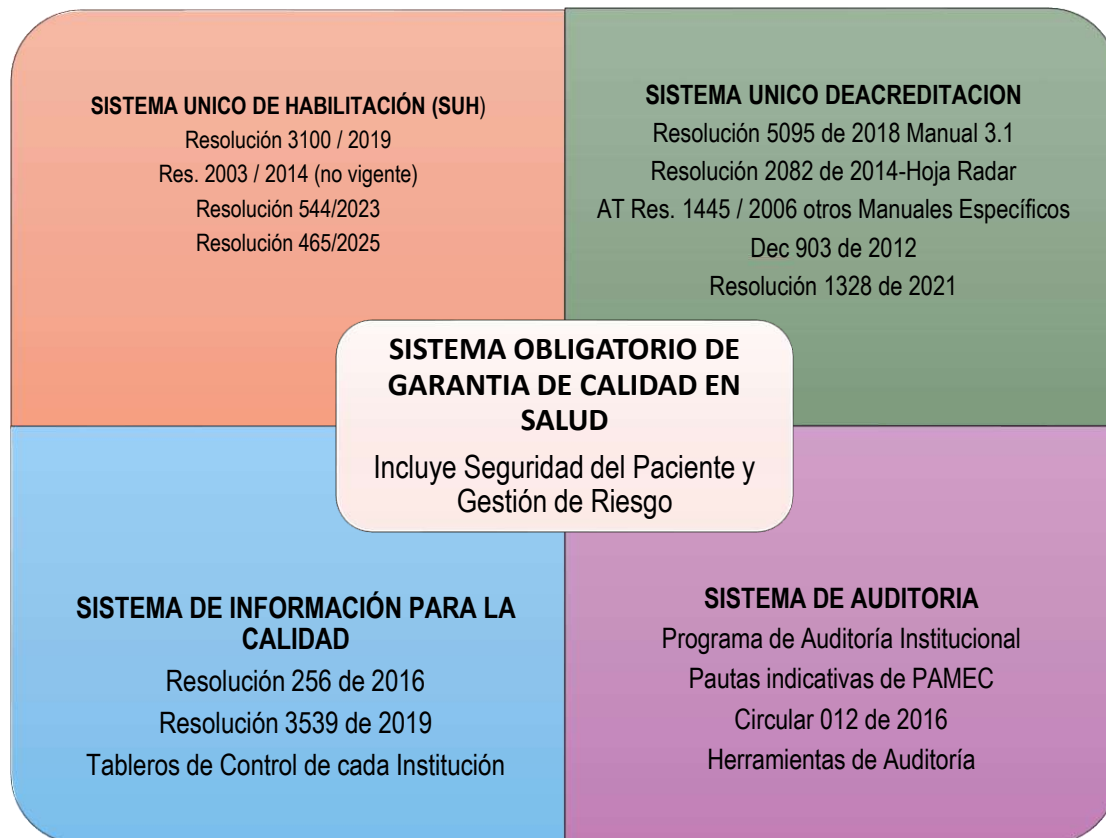 SISTEMA UNICO DE HABILITACIÓN (SUH)
Resolución 3100 / 2019
Res. 2003 / 2014 (no vigente)
Resolución 544/2023
Resolución 465/2025
SISTEMA UNICO DEACREDITACION
Resolución 5095 de 2018 Manual 3.1
Resolución 2082 de 2014-Hoja Radar
AT Res. 1445 / 2006 otros Manuales Específicos
Dec 903 de 2012
Resolución 1328 de 2021
SISTEMA OBLIGATORIO DE
GARANTIA DE CALIDAD EN
SALUD
Incluye Seguridad del Paciente y
Gestión de Riesgo
SISTEMA DE INFORMACIÓN PARA LA
CALIDAD
Resolución 256 de 2016
Resolución 3539 de 2019
Tableros de Control de cada Institución
SISTEMA DE AUDITORIA
Programa de Auditoría Institucional
Pautas indicativas de PAMEC
Circular 012 de 2016
Herramientas de Auditoría